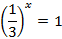 (1/3)^x = 1